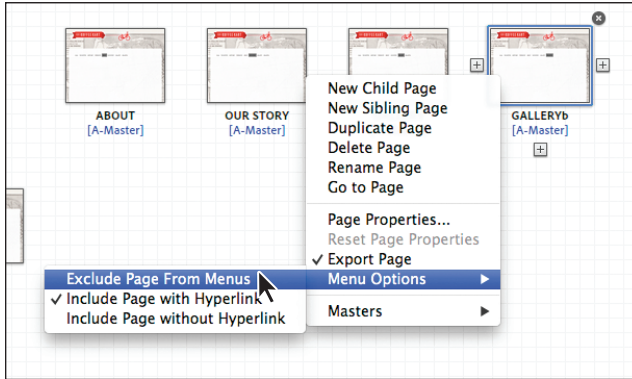 ABOUT
[A-Master]
OUR STORY
[A-Master]
GALLERYb
[A-Master]
New Child Page
New Sibling Page
Duplicate Page
Delete Page
Rename Page
Go to Page
Page Properties...
Reset Page Properties
✓ Export Page
Menu Options
Masters
Exclude Page From Menus
✓ Include Page with Hyperlink
Include Page without Hyperlink